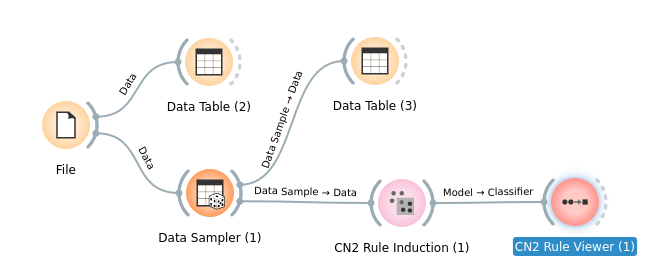 Data
Data Table (2)
Data Sample → Data
Data Table (3)
File
Data
Data Sampler (1)
Data Sample → Data
CN2 Rule Induction (1)
Model → Classifier
CN2 Rule Viewer (1)